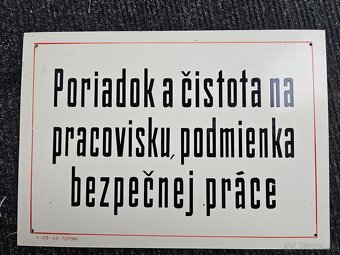 Poriadok a čistota na
pracovisku, podmienka
bezpečnej práce